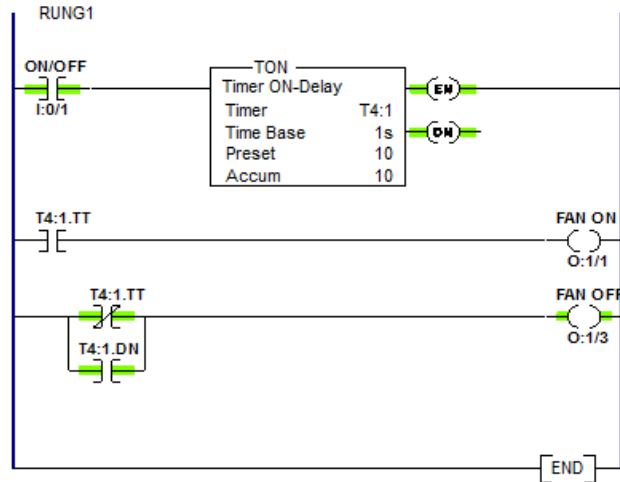 RUNG1
ON/OFF
I:0/1
TON
Timer ON-Delay
Timer T4:1
Time Base 1s
Preset 10
Accum 10
EN
DN
T4:1.TT
FAN ON
O:1/1
T4:1.TT
FAN OFF
O:1/3
T4:1.DN
END